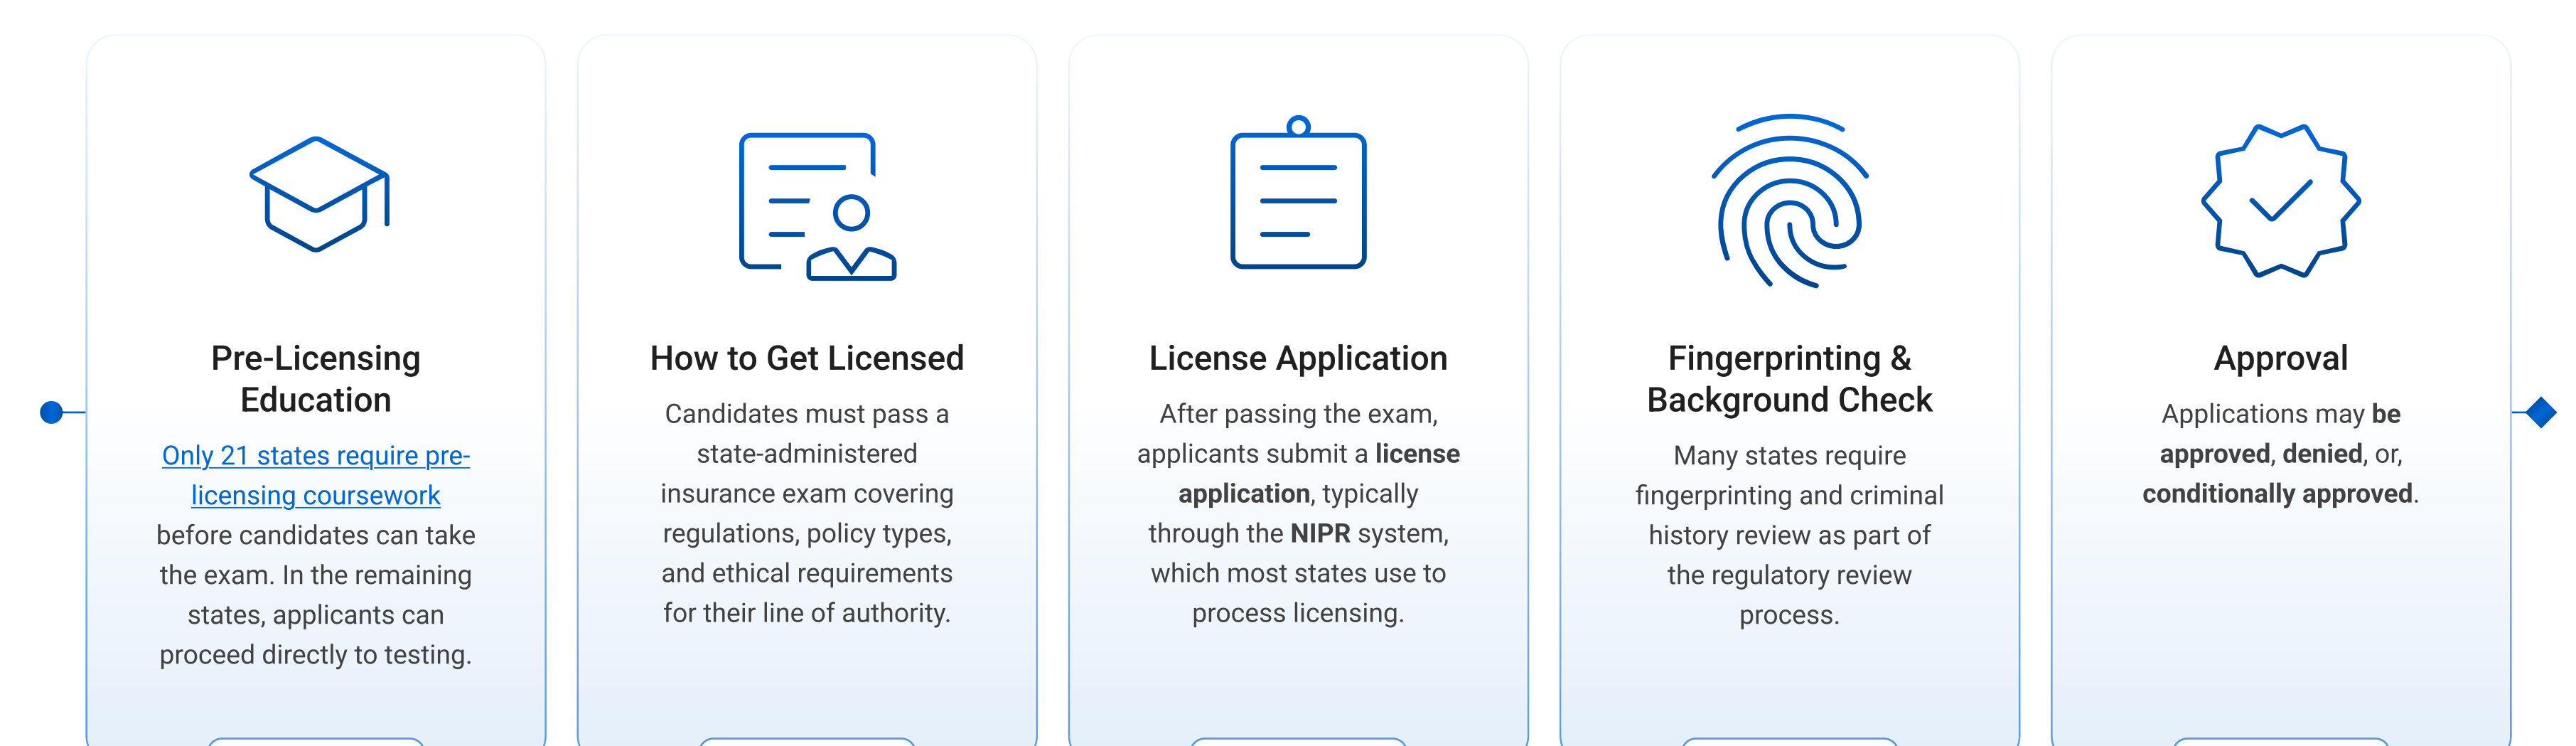 Pre-Licensing
Education
Only 21 states require pre-
licensing coursework
before candidates can take
the exam. In the remaining
states, applicants can
proceed directly to testing.
How to Get Licensed
Candidates must pass a
state-administered
insurance exam covering
regulations, policy types,
and ethical requirements
for their line of authority.
License Application
After passing the exam,
applicants submit a license
application, typically
through the NIPR system,
which most states use to
process licensing.
Fingerprinting &
Background Check
Many states require
fingerprinting and criminal
history review as part of
the regulatory review
process.
Approval
Applications may be
approved, denied, or,
conditionally approved.